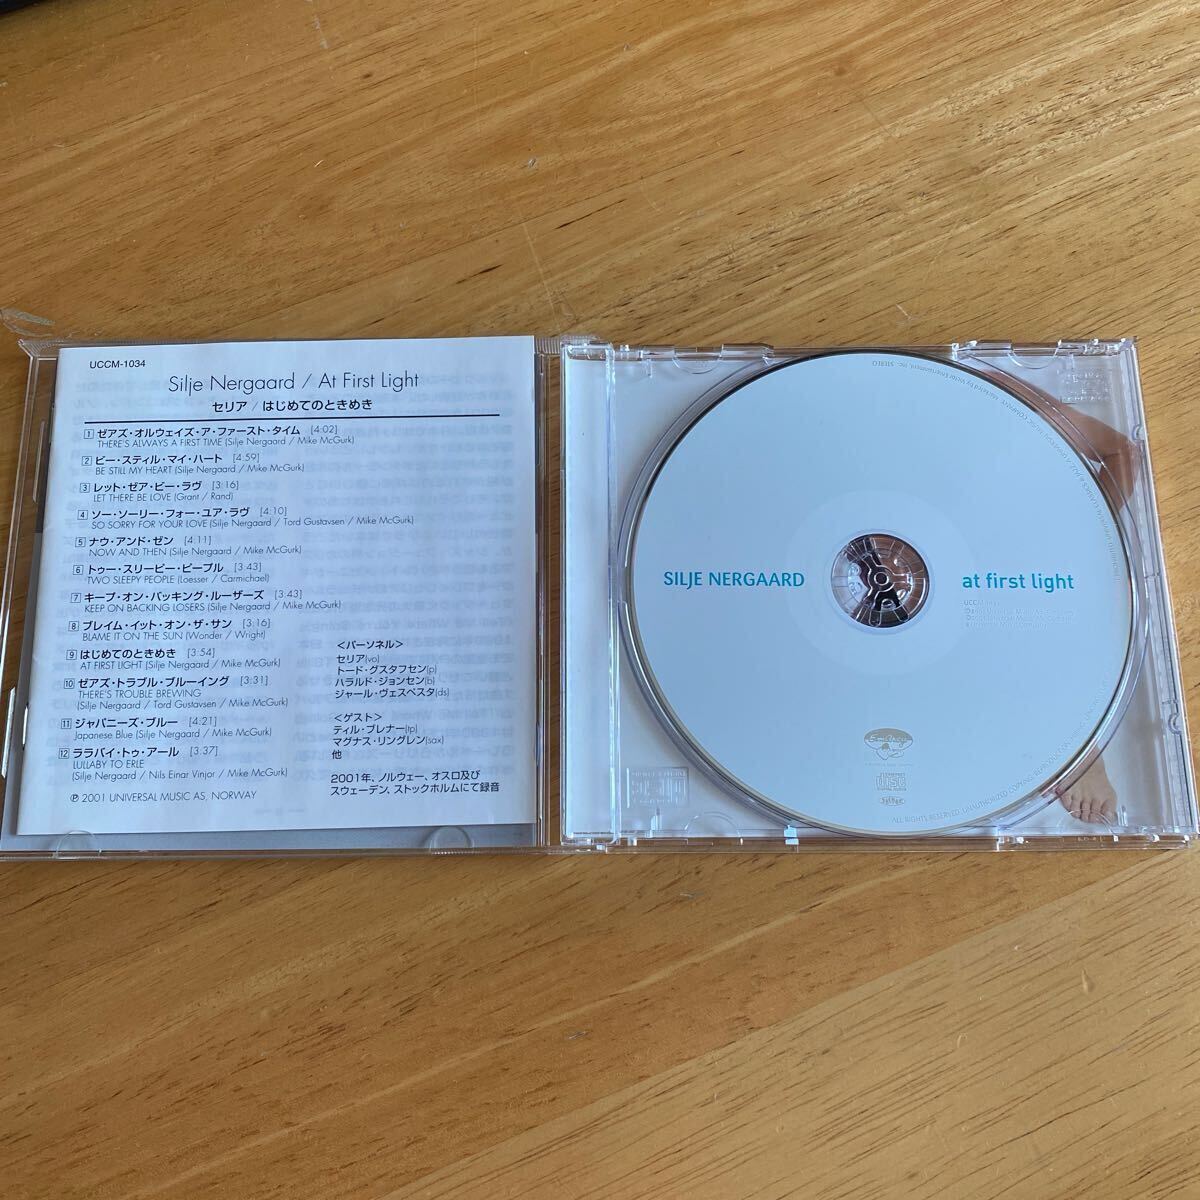 UCCM-1034
Silje Nergaard / At First Light
セリア / はじめてのときめき
1 ゼアズ・オルウェイズ・ア・ファースト・タイム [4:02]
THERE'S ALWAYS A FIRST TIME (Silje Nergaard / Mike McGurk)
2 ビー・スティル・マイ・ハート [4:59]
BE STILL MY HEART (Silje Nergaard / Mike McGurk)
3 レット・ゼア・ビー・ラヴ [3:16]
LET THERE BE LOVE (Grant / Rand)
4 ソー・ソーリー・フォー・ユア・ラヴ [4:10]
SO SORRY FOR YOUR LOVE (Silje Nergaard / Tord Gustavsen / Mike McGurk)
5 ナウ・アンド・ゼン [4:11]
NOW AND THEN (Silje Nergaard / Mike McGurk)
6 トゥー・スリーピー・ピープル [3:43]
TWO SLEEPY PEOPLE (Loesser / Carmichael)
7 キープ・オン・バッキング・ルーザーズ [3:43]
KEEP ON BACKING LOSERS (Silje Nergaard / Mike McGurk)
8 ブレイム・イット・オン・ザ・サン [3:16]
BLAME IT ON THE SUN (Wonder / Wright)
9 はじめてのときめき [3:54]
AT FIRST LIGHT (Silje Nergaard / Mike McGurk)
10 ゼアズ・トラブル・ブルーイング [3:31]
THERE'S TROUBLE BREWING
(Silje Nergaard / Tord Gustavsen / Mike McGurk)
11 ジャパニーズ・ブルー [4:21]
Japanese Blue (Silje Nergaard / Mike McGurk)
12 ララバイ・トゥ・アール [3:37]
LULLABY TO ERLE
(Silje Nergaard / Nils Einar Vinjor / Mike McGurk)
℗ 2001 UNIVERSAL MUSIC AS, NORWAY
<パーソネル>
セリア(vo)
トード・グスタフセン(p)
ハラルド・ジョンセン(b)
ジャール・ヴェスペスタ(ds)
<ゲスト>
ティル・ブレナー(tp)
マグナス・リングレン(sax)
他
2001年、ノルウェー、オスロ及び
スウェーデン、ストックホルムにて録音
SILJE NERGAARD
at first light
EmArcy
COMPACT
disc
DIGITAL AUDIO
STEREO
ALL RIGHTS RESERVED. UNAUTHORIZED COPYING REPRODUCTION